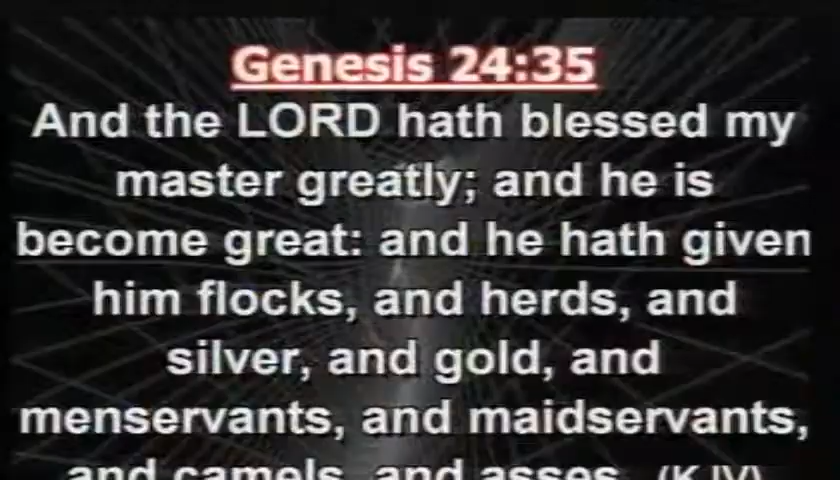 Genesis 24:35
And the LORD hath blessed my
master greatly; and he is
become great: and he hath given
him flocks, and herds, and
silver, and gold, and
menservants, and maidservants,
and camels, and asses. (KJV)